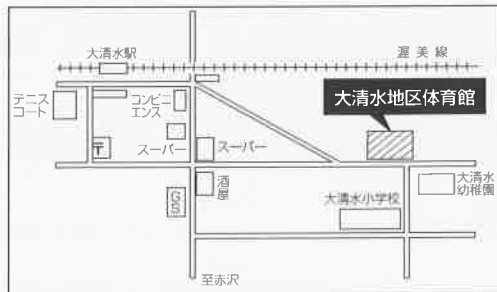 大清水駅
渥美線
テニス
コート
コンビニ
エンス
大清水地区体育館
〒
スーパー
スーパー
酒屋
GS
大清水小学校
大清水
幼稚園
至赤沢